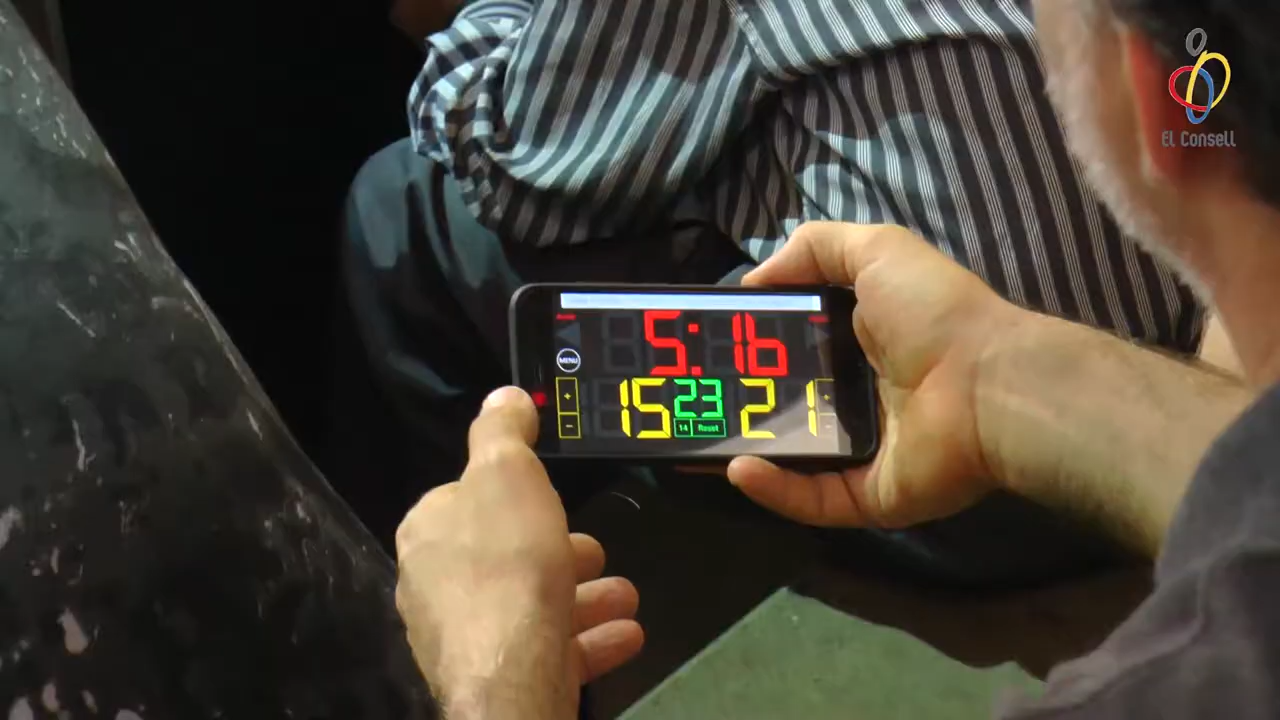 El Consell
5:16
MENU
15 23 21
+ +
- -
14 Reset